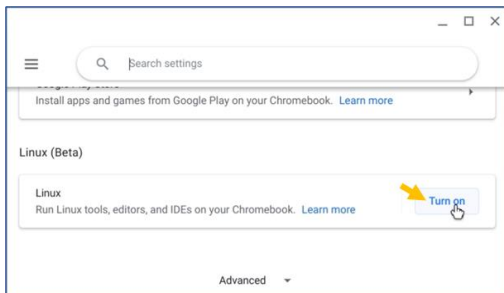 Search settings
Install apps and games from Google Play on your Chromebook. Learn more
Linux (Beta)
Linux
Run Linux tools, editors, and IDEs on your Chromebook. Learn more
Turn on
Advanced